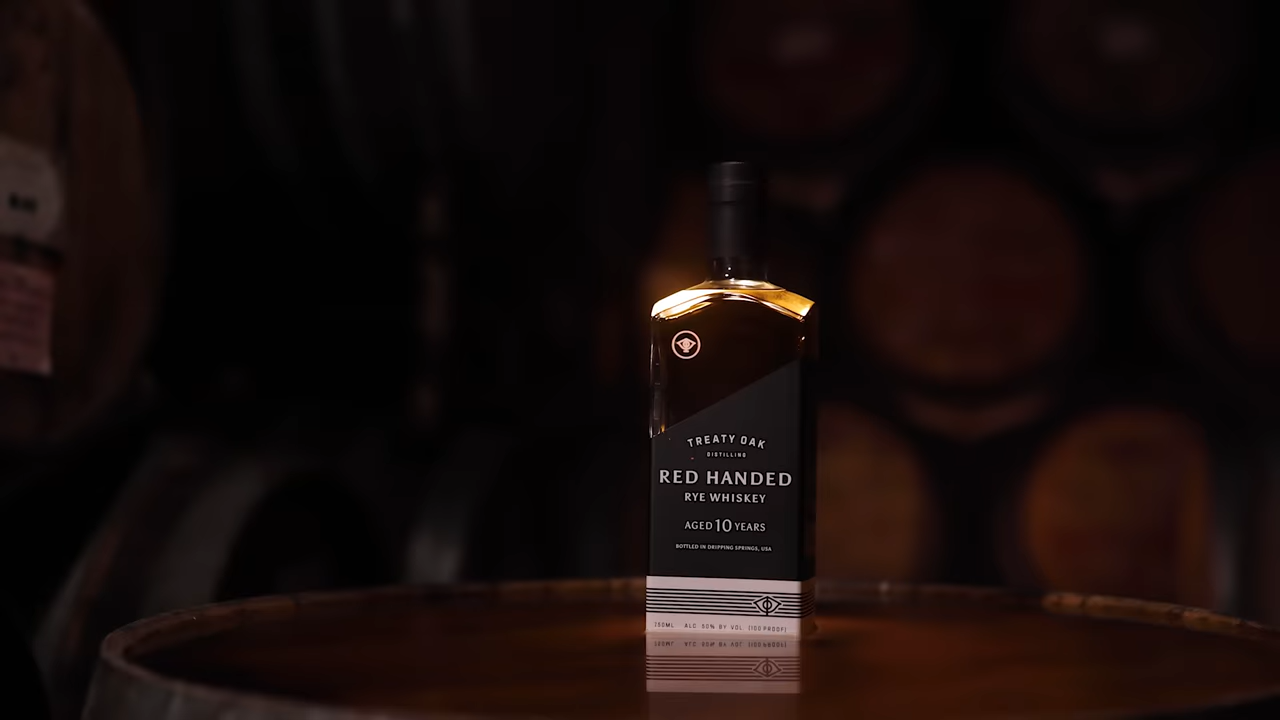 TREATY OAK
DISTILLING
RED HANDED
RYE WHISKEY
AGED 10 YEARS
BOTTLED IN DRIPPING SPRINGS, USA
750ML ALC 50% BY VOL. (100 PROOF)